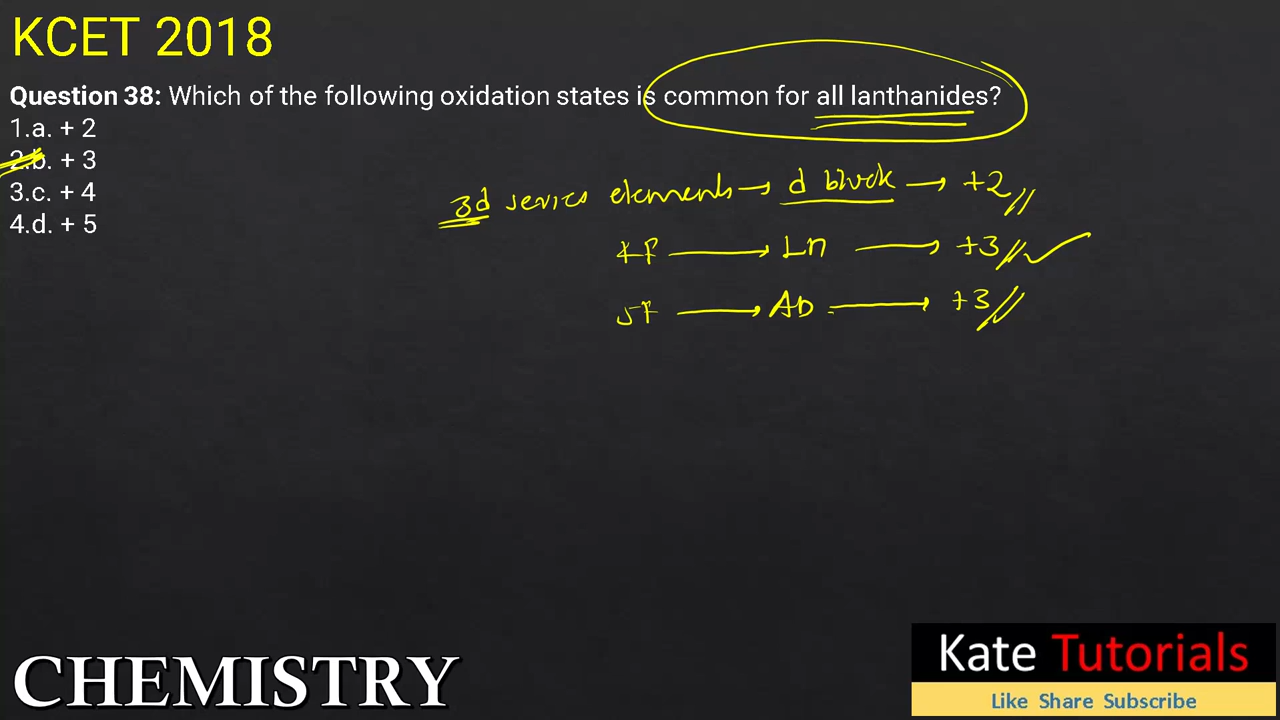 KCET 2018
Question 38: Which of the following oxidation states is common for all lanthanides?
1.a. + 2
2.b. + 3
3.c. + 4
4.d. + 5
3d series elements → d block → +2
4f → Ln → +3
5f → → +3
CHEMISTRY
Kate Tutorials
Like Share Subscribe